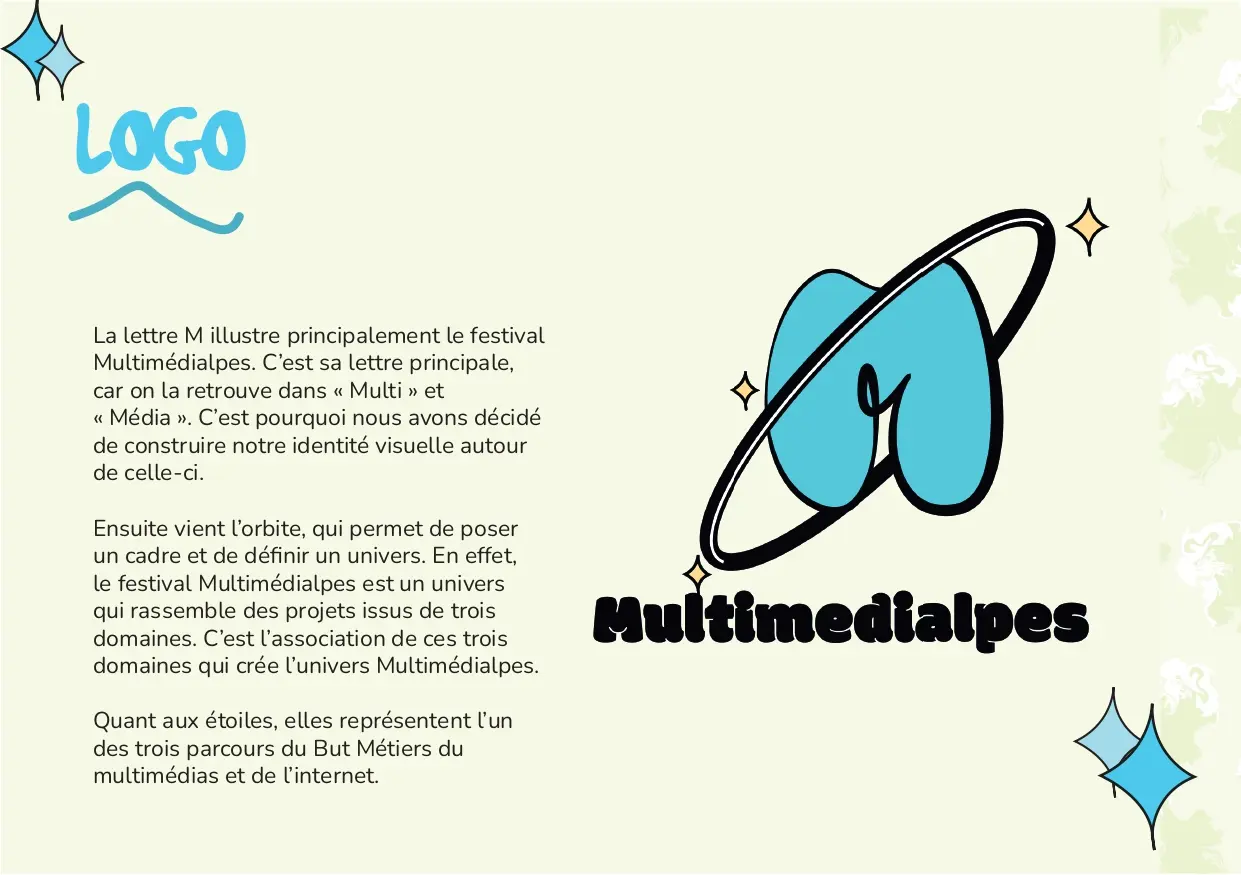 LOGO
La lettre M illustre principalement le festival
Multimédialpes. C’est sa lettre principale,
car on la retrouve dans « Multi » et
« Média ». C’est pourquoi nous avons décidé
de construire notre identité visuelle autour
de celle-ci.
Ensuite vient l’orbite, qui permet de poser
un cadre et de définir un univers. En effet,
le festival Multimédialpes est un univers
qui rassemble des projets issus de trois
domaines. C’est l’association de ces trois
domaines qui crée l’univers Multimédialpes.
Quant aux étoiles, elles représentent l’un
des trois parcours du But Métiers du
multimédias et de l’internet.
Multimedialpes